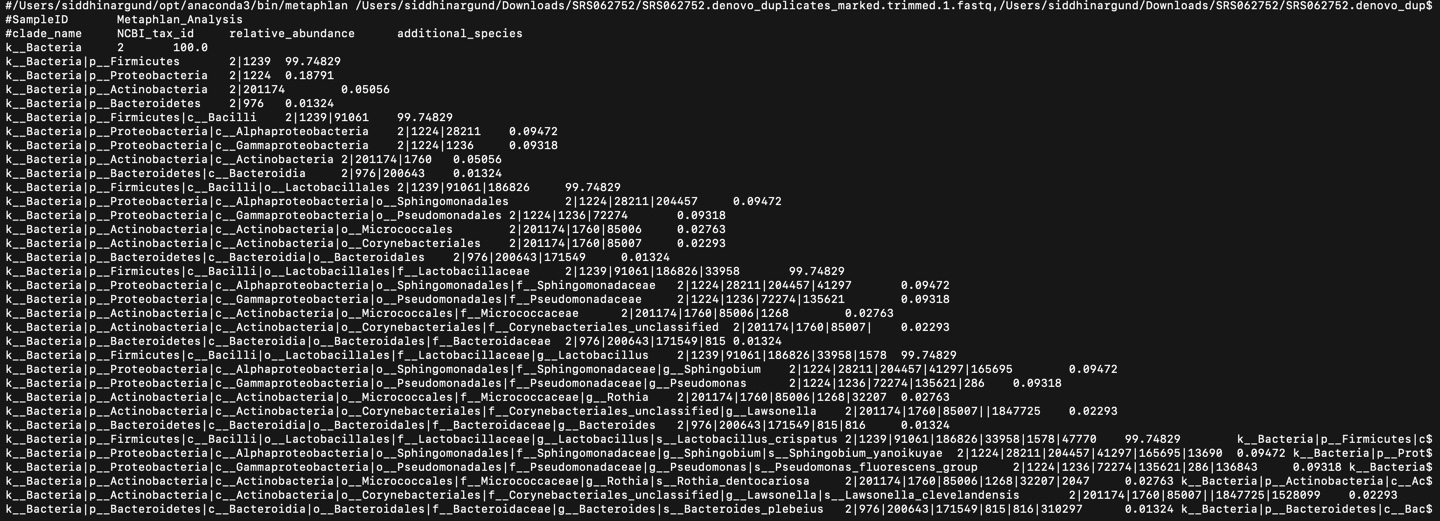 #/Users/siddhinargund/opt/anaconda3/bin/metaphlan /Users/siddhinargund/Downloads/SRS062752/SRS062752.denovo_duplicates_marked.trimmed.1.fastq,/Users/siddhinargund/Downloads/SRS062752/SRS062752.denovo_dup$
#SampleID Metaphlan_Analysis
#clade_name NCBI_tax_id relative_abundance additional_species
k__Bacteria 2 100.0
k__Bacteria|p__Firmicutes 2|1239 99.74829
k__Bacteria|p__Proteobacteria 2|1224 0.18791
k__Bacteria|p__Actinobacteria 2|201174 0.05056
k__Bacteria|p__Bacteroidetes 2|976 0.01324
k__Bacteria|p__Firmicutes|c__Bacilli 2|1239|91061 99.74829
k__Bacteria|p__Proteobacteria|c__Alphaproteobacteria 2|1224|28211 0.09472
k__Bacteria|p__Proteobacteria|c__Gammaproteobacteria 2|1224|1236 0.09318
k__Bacteria|p__Actinobacteria|c__Actinobacteria 2|201174|1760 0.05056
k__Bacteria|p__Bacteroidetes|c__Bacteroidia 2|976|200643 0.01324
k__Bacteria|p__Firmicutes|c__Bacilli|o__Lactobacillales 2|1239|91061|186826 99.74829
k__Bacteria|p__Proteobacteria|c__Alphaproteobacteria|o__Sphingomonadales 2|1224|28211|204457 0.09472
k__Bacteria|p__Proteobacteria|c__Gammaproteobacteria|o__Pseudomonadales 2|1224|1236|72274 0.09318
k__Bacteria|p__Actinobacteria|c__Actinobacteria|o__Micrococcales 2|201174|1760|85006 0.02763
k__Bacteria|p__Actinobacteria|c__Actinobacteria|o__Corynebacteriales 2|201174|1760|85007 0.02293
k__Bacteria|p__Bacteroidetes|c__Bacteroidia|o__Bacteroidales 2|976|200643|171549 0.01324
k__Bacteria|p__Firmicutes|c__Bacilli|o__Lactobacillales|f__Lactobacillaceae 2|1239|91061|186826|33958 99.74829
k__Bacteria|p__Proteobacteria|c__Alphaproteobacteria|o__Sphingomonadales|f__Sphingomonadaceae 2|1224|28211|204457|41297 0.09472
k__Bacteria|p__Proteobacteria|c__Gammaproteobacteria|o__Pseudomonadales|f__Pseudomonadaceae 2|1224|1236|72274|135621 0.09318
k__Bacteria|p__Actinobacteria|c__Actinobacteria|o__Micrococcales|f__Micrococcaceae 2|201174|1760|85006|1268 0.02763
k__Bacteria|p__Actinobacteria|c__Actinobacteria|o__Corynebacteriales|f__Corynebacteriales_unclassified 2|201174|1760|85007| 0.02293
k__Bacteria|p__Bacteroidetes|c__Bacteroidia|o__Bacteroidales|f__Bacteroidaceae 2|976|200643|171549|815 0.01324
k__Bacteria|p__Firmicutes|c__Bacilli|o__Lactobacillales|f__Lactobacillaceae|g__Lactobacillus 2|1239|91061|186826|33958|1578 99.74829
k__Bacteria|p__Proteobacteria|c__Alphaproteobacteria|o__Sphingomonadales|f__Sphingomonadaceae|g__Sphingobium 2|1224|28211|204457|41297|165695 0.09472
k__Bacteria|p__Proteobacteria|c__Gammaproteobacteria|o__Pseudomonadales|f__Pseudomonadaceae|g__Pseudomonas 2|1224|1236|72274|135621|286 0.09318
k__Bacteria|p__Actinobacteria|c__Actinobacteria|o__Micrococcales|f__Micrococcaceae|g__Rothia 2|201174|1760|85006|1268|32207 0.02763
k__Bacteria|p__Actinobacteria|c__Actinobacteria|o__Corynebacteriales|f__Corynebacteriales_unclassified|g__Lawsonella 2|201174|1760|85007||1847725 0.02293
k__Bacteria|p__Bacteroidetes|c__Bacteroidia|o__Bacteroidales|f__Bacteroidaceae|g__Bacteroides 2|976|200643|171549|815|816 0.01324
k__Bacteria|p__Firmicutes|c__Bacilli|o__Lactobacillales|f__Lactobacillaceae|g__Lactobacillus|s__Lactobacillus_crispatus 2|1239|91061|186826|33958|1578|47770 99.74829 k__Bacteria|p__Firmicutes|c$
k__Bacteria|p__Proteobacteria|c__Alphaproteobacteria|o__Sphingomonadales|f__Sphingomonadaceae|g__Sphingobium|s__Sphingobium_yanoikuyae 2|1224|28211|204457|41297|165695|13690 0.09472 k__Bacteria|p__Prot$
k__Bacteria|p__Proteobacteria|c__Gammaproteobacteria|o__Pseudomonadales|f__Pseudomonadaceae|g__Pseudomonas|s__Pseudomonas_fluorescens_group 2|1224|1236|72274|135621|286|136843 0.09318 k__Bacteria$
k__Bacteria|p__Actinobacteria|c__Actinobacteria|o__Micrococcales|f__Micrococcaceae|g__Rothia|s__Rothia_dentocariosa 2|201174|1760|85006|1268|32207|2047 0.02763 k__Bacteria|p__Actinobacteria|c__Ac$
k__Bacteria|p__Actinobacteria|c__Actinobacteria|o__Corynebacteriales|f__Corynebacteriales_unclassified|g__Lawsonella|s__Lawsonella_clevelandensis 2|201174|1760|85007||1847725|1528099 0.02293
k__Bacteria|p__Bacteroidetes|c__Bacteroidia|o__Bacteroidales|f__Bacteroidaceae|g__Bacteroides|s__Bacteroides_plebeius 2|976|200643|171549|815|816|310297 0.01324 k__Bacteria|p__Bacteroidetes|c__Bac$